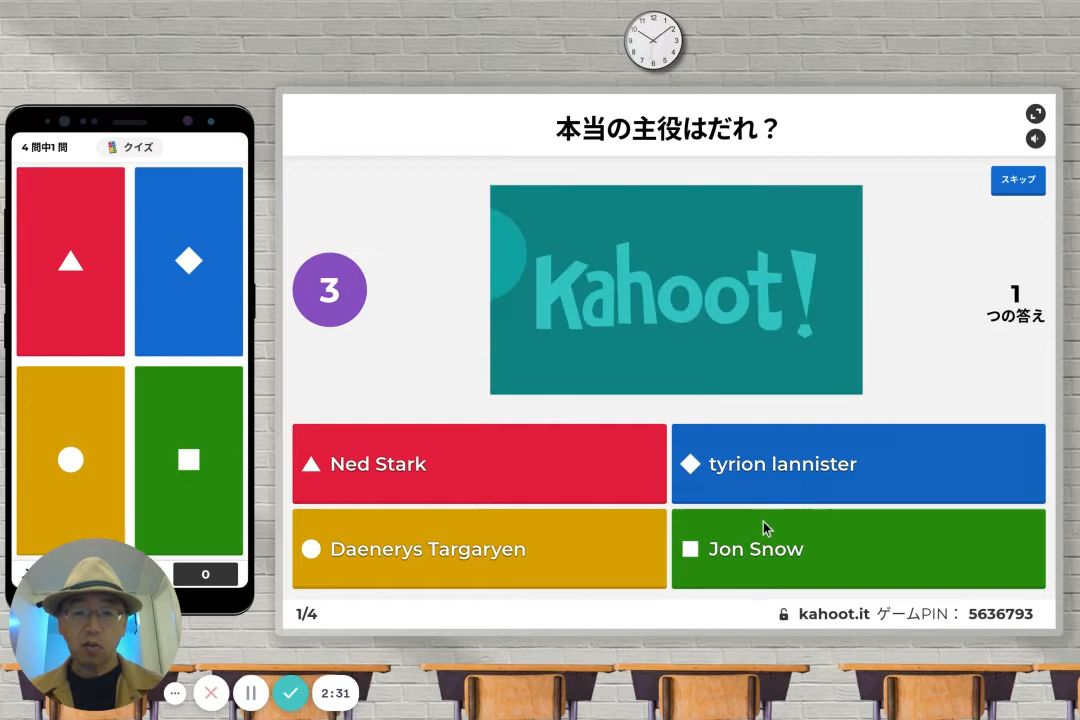 本当の主役はだれ？
4 問中1 問
クイズ
スキップ
Kahoot!
3
1
つの答え
Ned Stark
tyrion lannister
Daenerys Targaryen
Jon Snow
0
1/4
kahoot.it ゲームPIN： 5636793
2:31